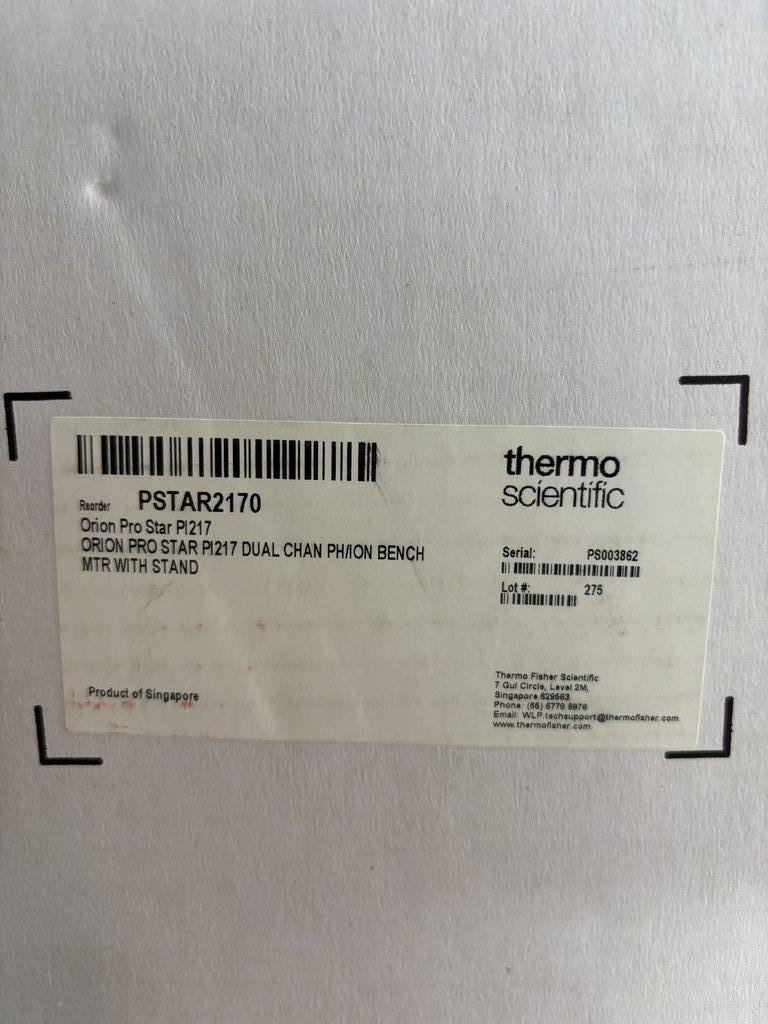 Reorder PSTAR2170
Orion Pro Star PI217
ORION PRO STAR PI217 DUAL CHAN PH/ION BENCH
MTR WITH STAND
Product of Singapore
thermo
scientific
Serial: PS003862
Lot #: 275
Thermo Fisher Scientific
7 Gul Circle, Level 2M,
Singapore 629563
Phone: (65) 6778 6876
Email: WLP.techsupport@thermofisher.com
www.thermofisher.com